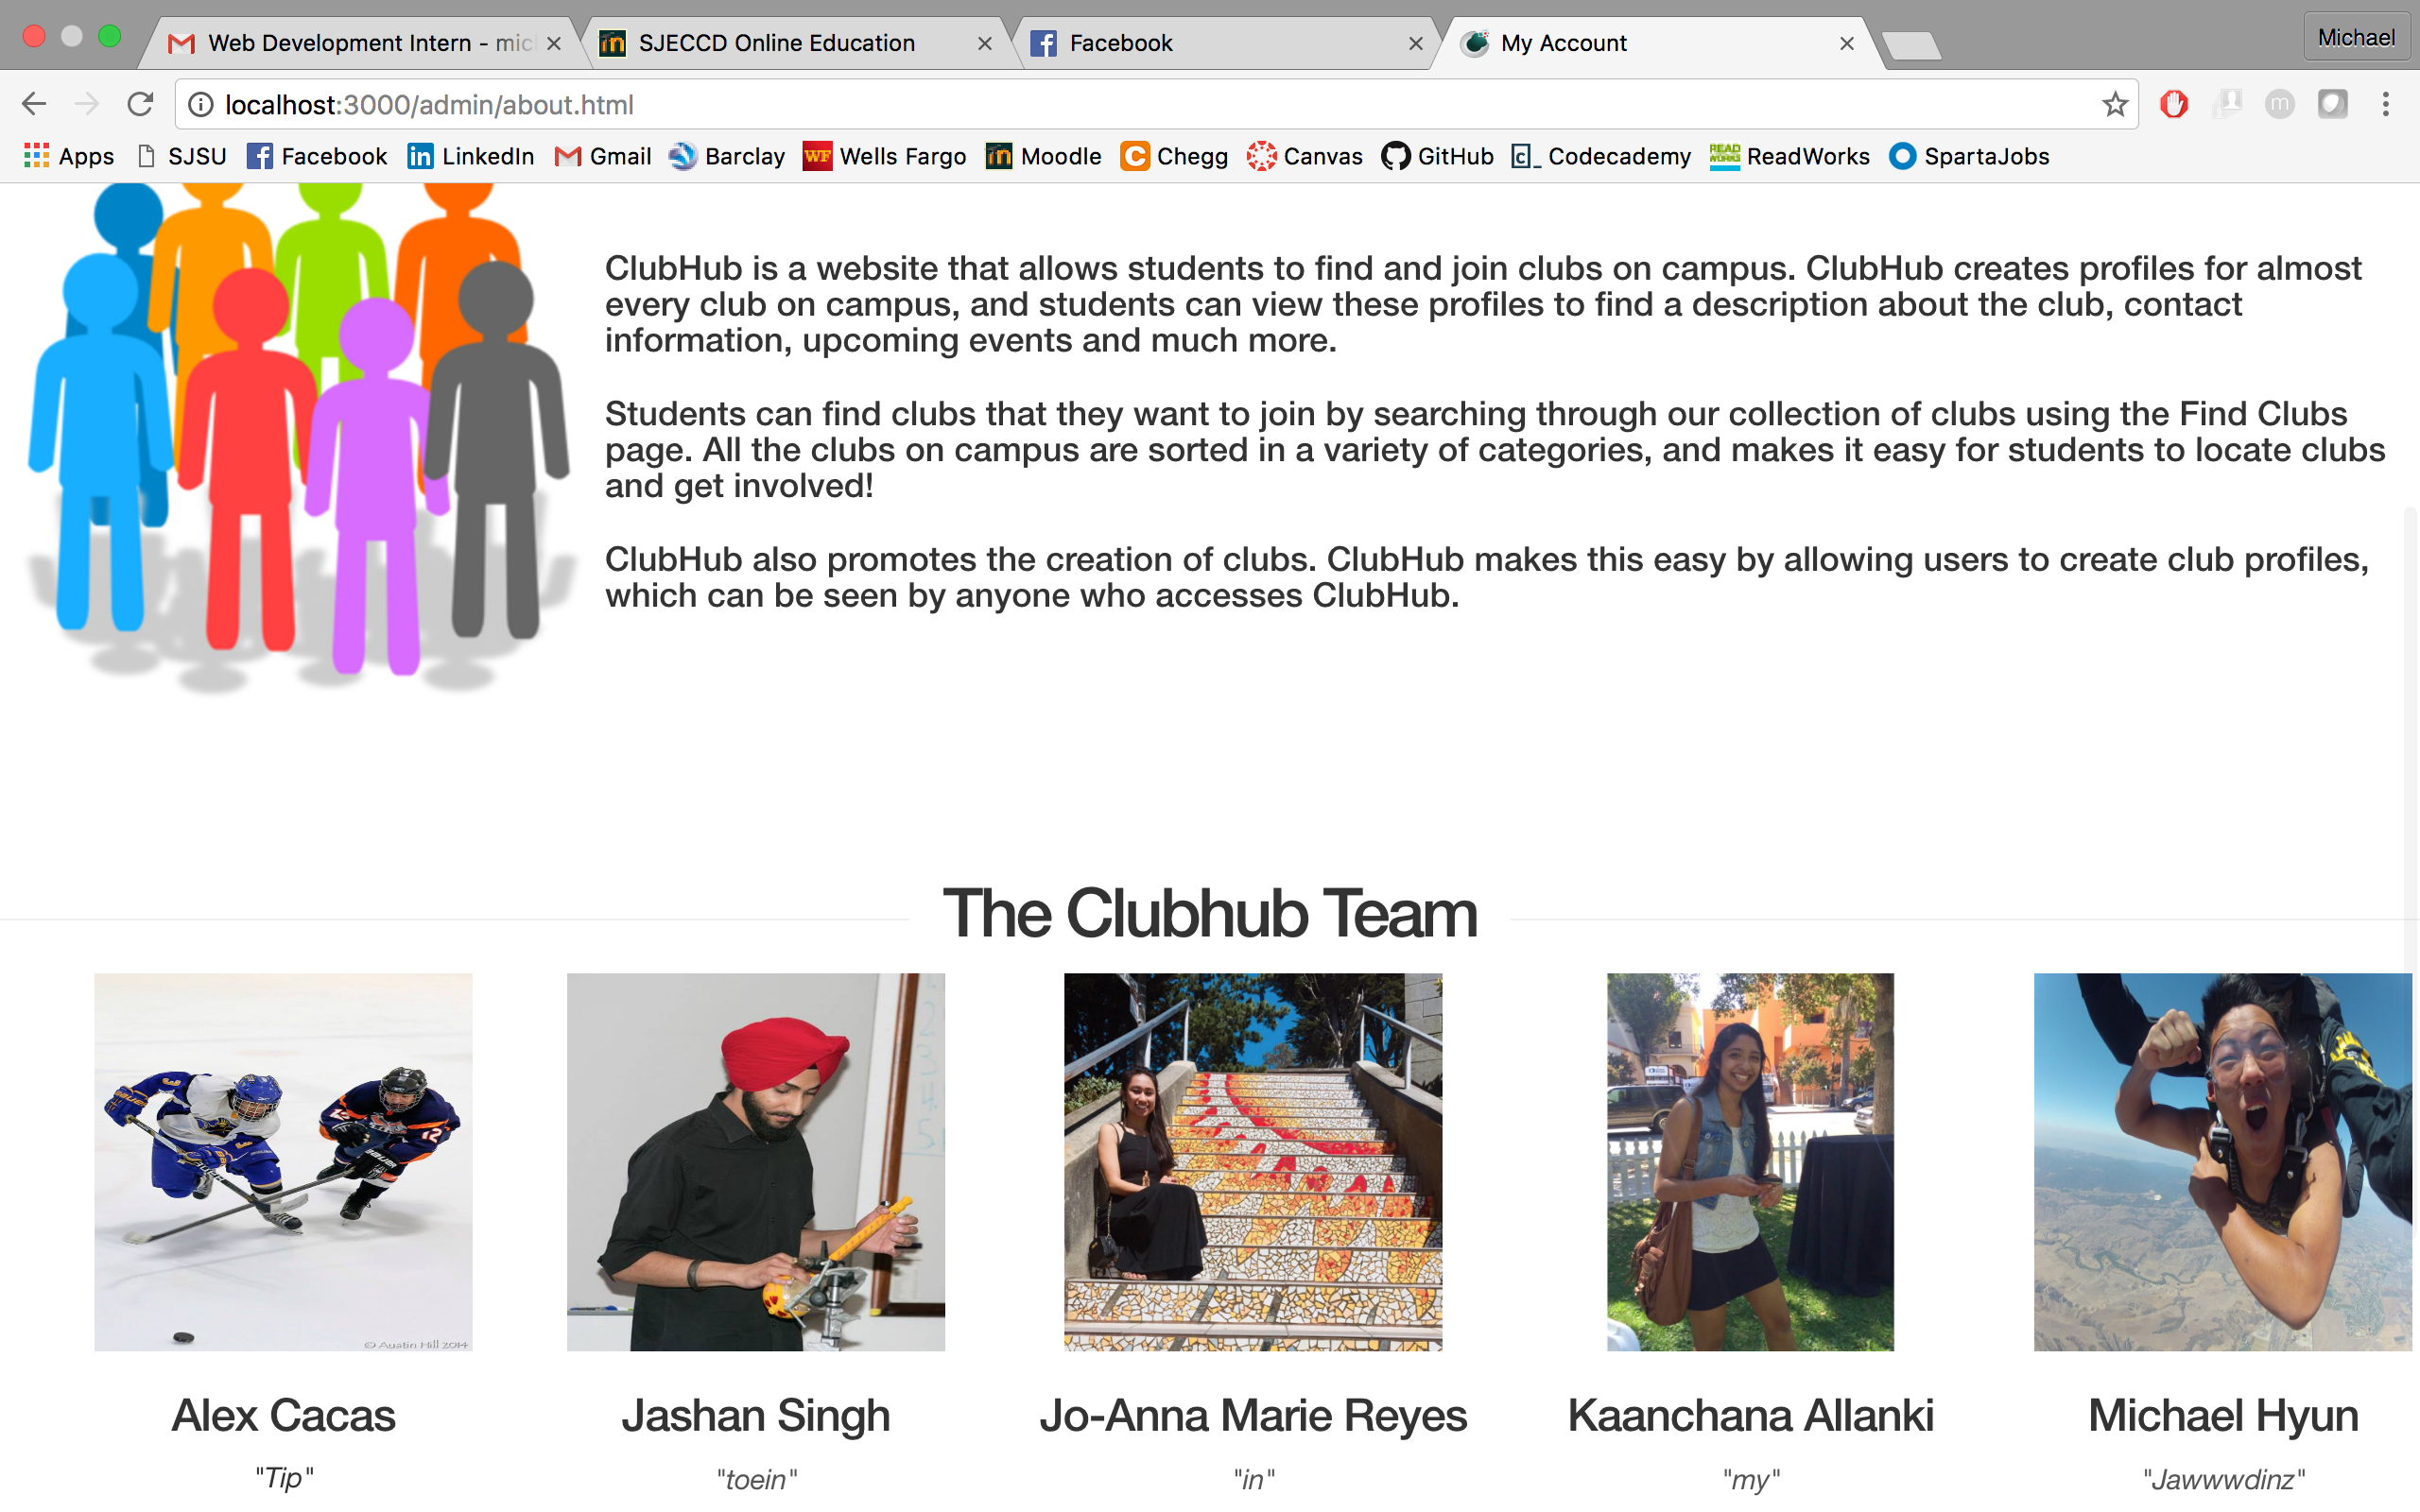 Web Development Intern - mic
SJECCD Online Education
Facebook
My Account
Michael
localhost:3000/admin/about.html
m
Apps SJSU Facebook LinkedIn Gmail Barclay WF Wells Fargo Moodle Chegg Canvas GitHub Codecademy READ WORKS ReadWorks SpartaJobs
ClubHub is a website that allows students to find and join clubs on campus. ClubHub creates profiles for almost
every club on campus, and students can view these profiles to find a description about the club, contact
information, upcoming events and much more.
Students can find clubs that they want to join by searching through our collection of clubs using the Find Clubs
page. All the clubs on campus are sorted in a variety of categories, and makes it easy for students to locate clubs
and get involved!
ClubHub also promotes the creation of clubs. ClubHub makes this easy by allowing users to create club profiles,
which can be seen by anyone who accesses ClubHub.
The Clubhub Team
12
© Austin Hill 2014
Alex Cacas
Jashan Singh
Jo-Anna Marie Reyes
Kaanchana Allanki
Michael Hyun
"Tip"
"toein"
"in"
"my"
"Jawwwdinz"